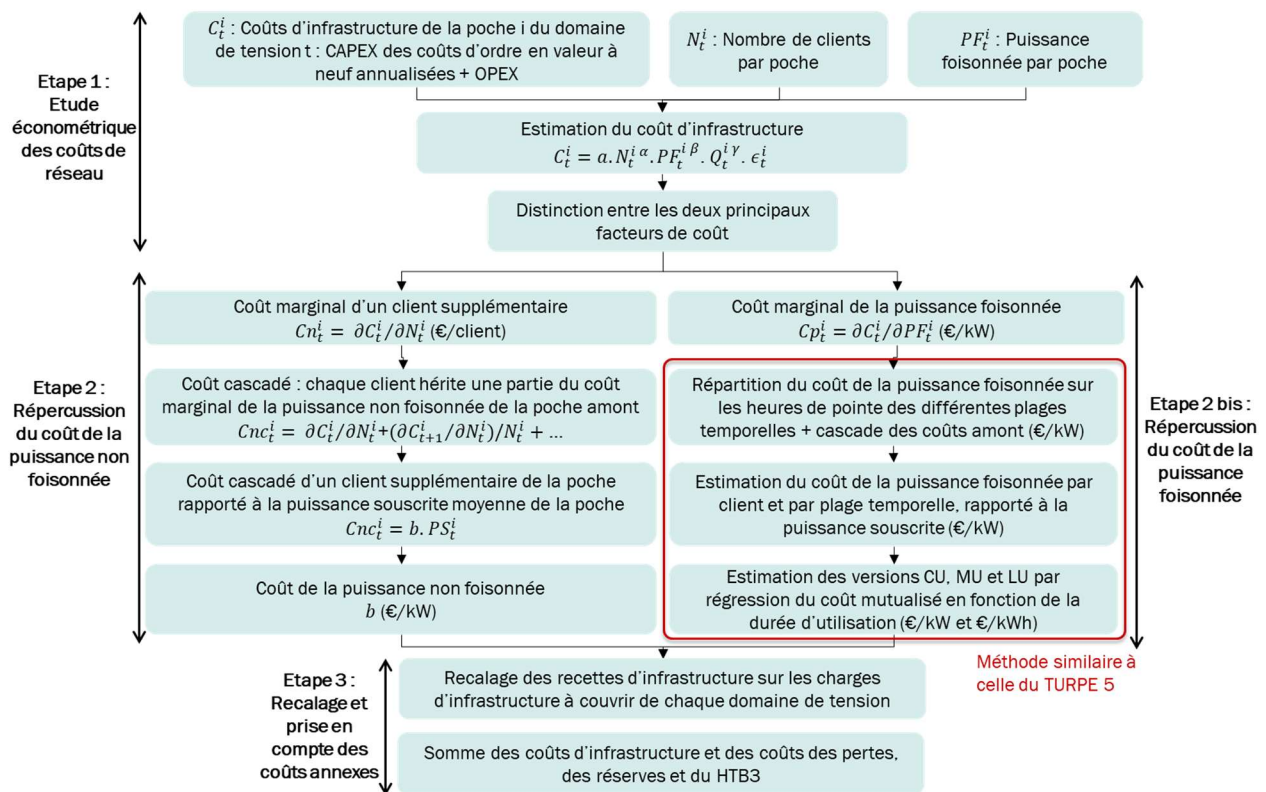 C_t^i : Coûts d'infrastructure de la poche i du domaine
de tension t : CAPEX des coûts d'ordre en valeur à
neuf annualisées + OPEX
N_t^i : Nombre de clients
par poche
PF_t^i : Puissance
foisonnée par poche
Etape 1 :
Etude
économétrique
des coûts de
réseau
Estimation du coût d'infrastructure
C_t^i = a. N_t^{i α}. PF_t^{i β}. Q_t^{i γ}. ϵ_t^i
Distinction entre les deux principaux
facteurs de coût
Etape 2 :
Répercussion
du coût de la
puissance non
foisonnée
Coût marginal d'un client supplémentaire
Cn_t^i = ∂C_t^i/∂N_t^i (€/client)
Coût cascadé : chaque client hérite une partie du coût
marginal de la puissance non foisonnée de la poche amont
Cnc_t^i = ∂C_t^i/∂N_t^i+(∂C_{t+1}^i/∂N_t^i)/N_t^i + ...
Coût cascadé d'un client supplémentaire de la poche
rapporté à la puissance souscrite moyenne de la poche
Cnc_t^i = b. PS_t^i
Coût de la puissance non foisonnée
b (€/kW)
Coût marginal de la puissance foisonnée
Cp_t^i = ∂C_t^i/∂PF_t^i (€/kW)
Répartition du coût de la puissance foisonnée sur
les heures de pointe des différentes plages
temporelles + cascade des coûts amont (€/kW)
Estimation du coût de la puissance foisonnée par
client et par plage temporelle, rapporté à la
puissance souscrite (€/kW)
Estimation des versions CU, MU et LU par
régression du coût mutualisé en fonction de la
durée d'utilisation (€/kW et €/kWh)
Etape 2 bis :
Répercussion
du coût de la
puissance
foisonnée
Méthode similaire à
celle du TURPE 5
Etape 3 :
Recalage et
prise en
compte des
coûts annexes
Recalage des recettes d'infrastructure sur les charges
d'infrastructure à couvrir de chaque domaine de tension
Somme des coûts d'infrastructure et des coûts des pertes,
des réserves et du HTB3